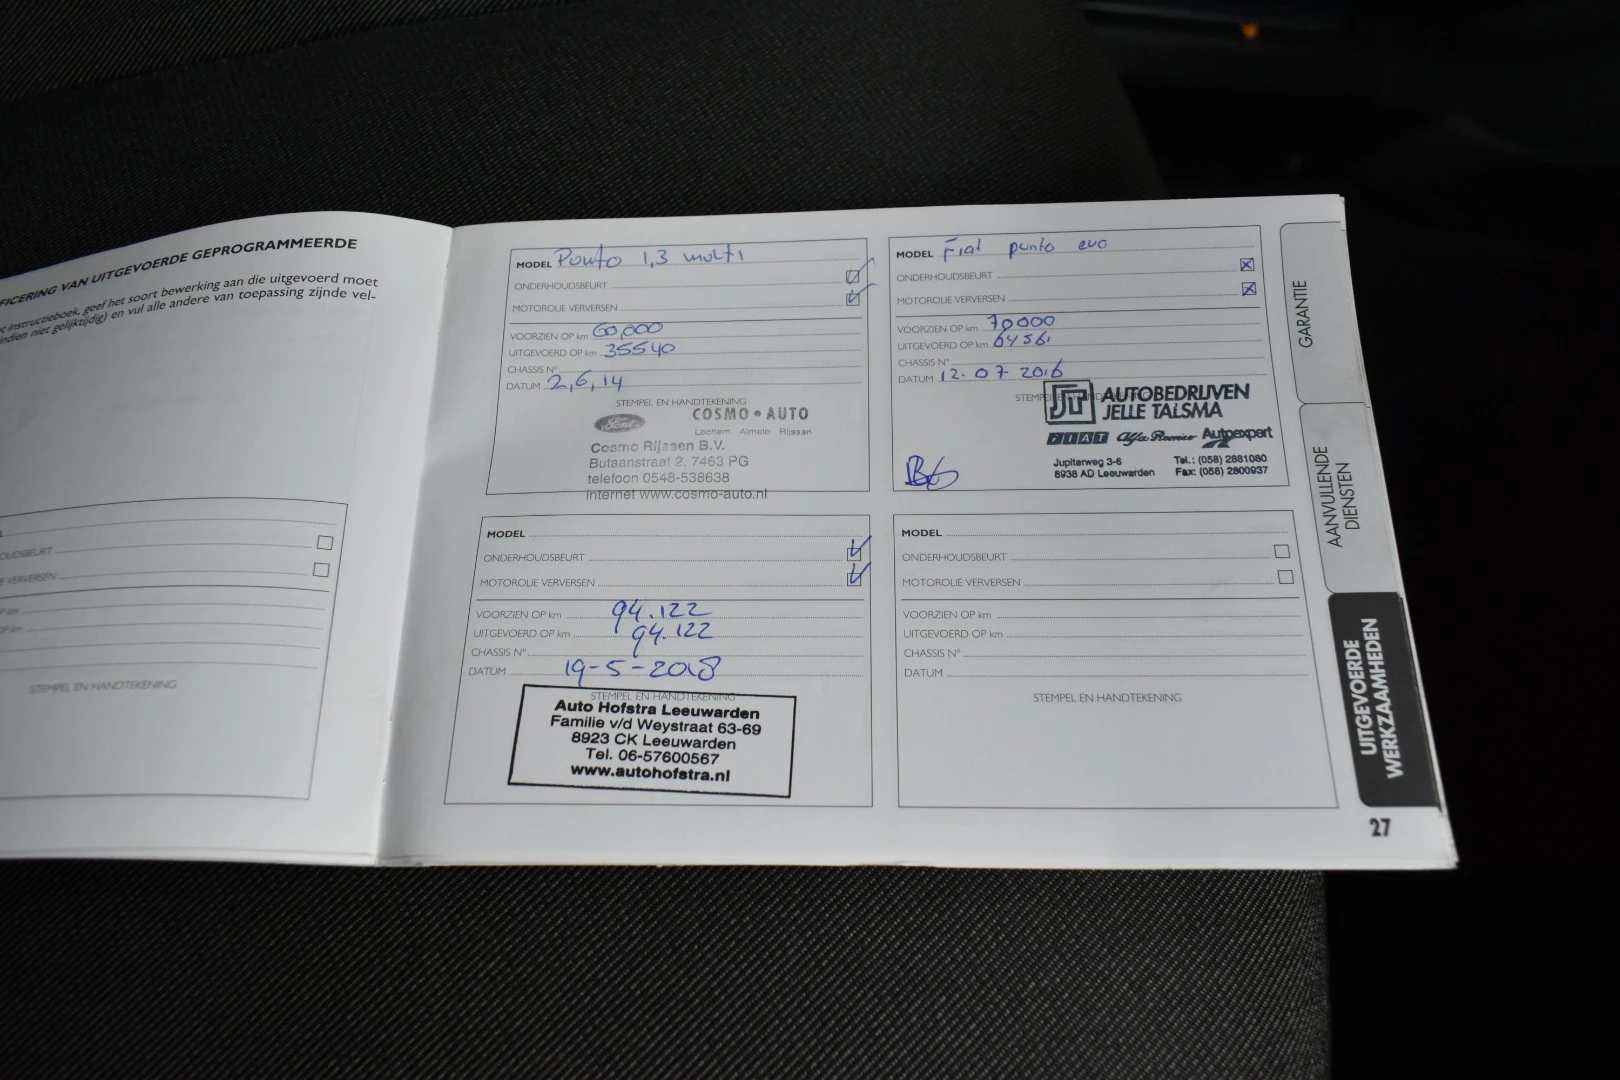 FICERING VAN UITGEVOERDE GEPROGRAMMEERDE
instructieboek, geef het soort bewerking aan die uitgevoerd moet
indien niet gelijktijdig) en vul alle andere van toepassing zijnde vel-
STEMPEL EN HANDTEKENING
MODEL Punto 1,3 multi
ONDERHOUDSBEURT
MOTOROLIE VERVERSEN
VOORZIEN OP km 60,000
UITGEVOERD OP km 35540
CHASSIS N°
DATUM 2,6,14
STEMPEL EN HANDTEKENING
Ford
COSMO • AUTO
Lochem Almelo Rijssen
Cosmo Rijssen B.V.
Butaanstraat 2, 7463 PG
telefoon 0548-538638
internet www.cosmo-auto.nl
MODEL Fiat punto evo
ONDERHOUDSBEURT
MOTOROLIE VERVERSEN
VOORZIEN OP km 70000
UITGEVOERD OP km 64561
CHASSIS N°
DATUM 12-07-2016
JT AUTOBEDRIJVEN
JELLE TALSMA
FIAT Alfa Romeo Autoexpert
Jupiterweg 3-6 Tel.: (058) 2881080
8938 AD Leeuwarden Fax: (058) 2800937
MODEL
ONDERHOUDSBEURT
MOTOROLIE VERVERSEN
VOORZIEN OP km 94.122
UITGEVOERD OP km 94.122
CHASSIS N°
DATUM 19-5-2018
STEMPEL EN HANDTEKENING
Auto Hofstra Leeuwarden
Familie v/d Weystraat 63-69
8923 CK Leeuwarden
Tel. 06-57600567
www.autohofstra.nl
MODEL
ONDERHOUDSBEURT
MOTOROLIE VERVERSEN
VOORZIEN OP km
UITGEVOERD OP km
CHASSIS N°
DATUM
STEMPEL EN HANDTEKENING
GARANTIE
AANVULLENDE
DIENSTEN
UITGEVOERDE
WERKZAAMHEDEN
27